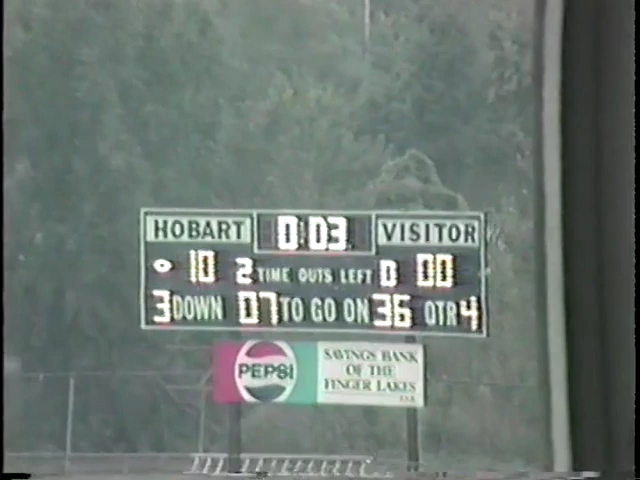 HOBART 0:03 VISITOR
10 2 TIME OUTS LEFT 0 00
3 DOWN 07 TO GO ON 36 QTR 4
PEPSI
SAVINGS BANK
OF THE
FINGER LAKES